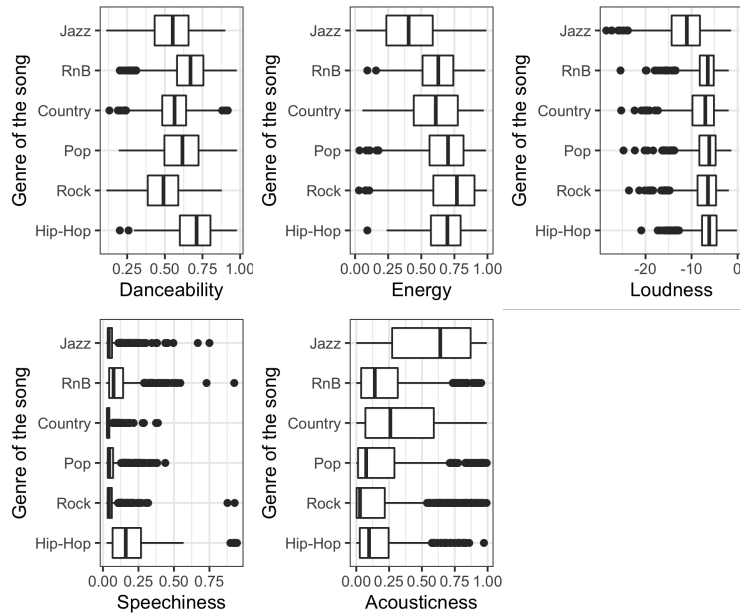 Genre of the song
Jazz
RnB
Country
Pop
Rock
Hip-Hop
0.25 0.50 0.75 1.00
Danceability
Genre of the song
Jazz
RnB
Country
Pop
Rock
Hip-Hop
0.00 0.25 0.50 0.75 1.00
Energy
Genre of the song
Jazz
RnB
Country
Pop
Rock
Hip-Hop
-20 -10 0
Loudness
Genre of the song
Jazz
RnB
Country
Pop
Rock
Hip-Hop
0.00 0.25 0.50 0.75
Speechiness
Genre of the song
Jazz
RnB
Country
Pop
Rock
Hip-Hop
0.00 0.25 0.50 0.75 1.00
Acousticness